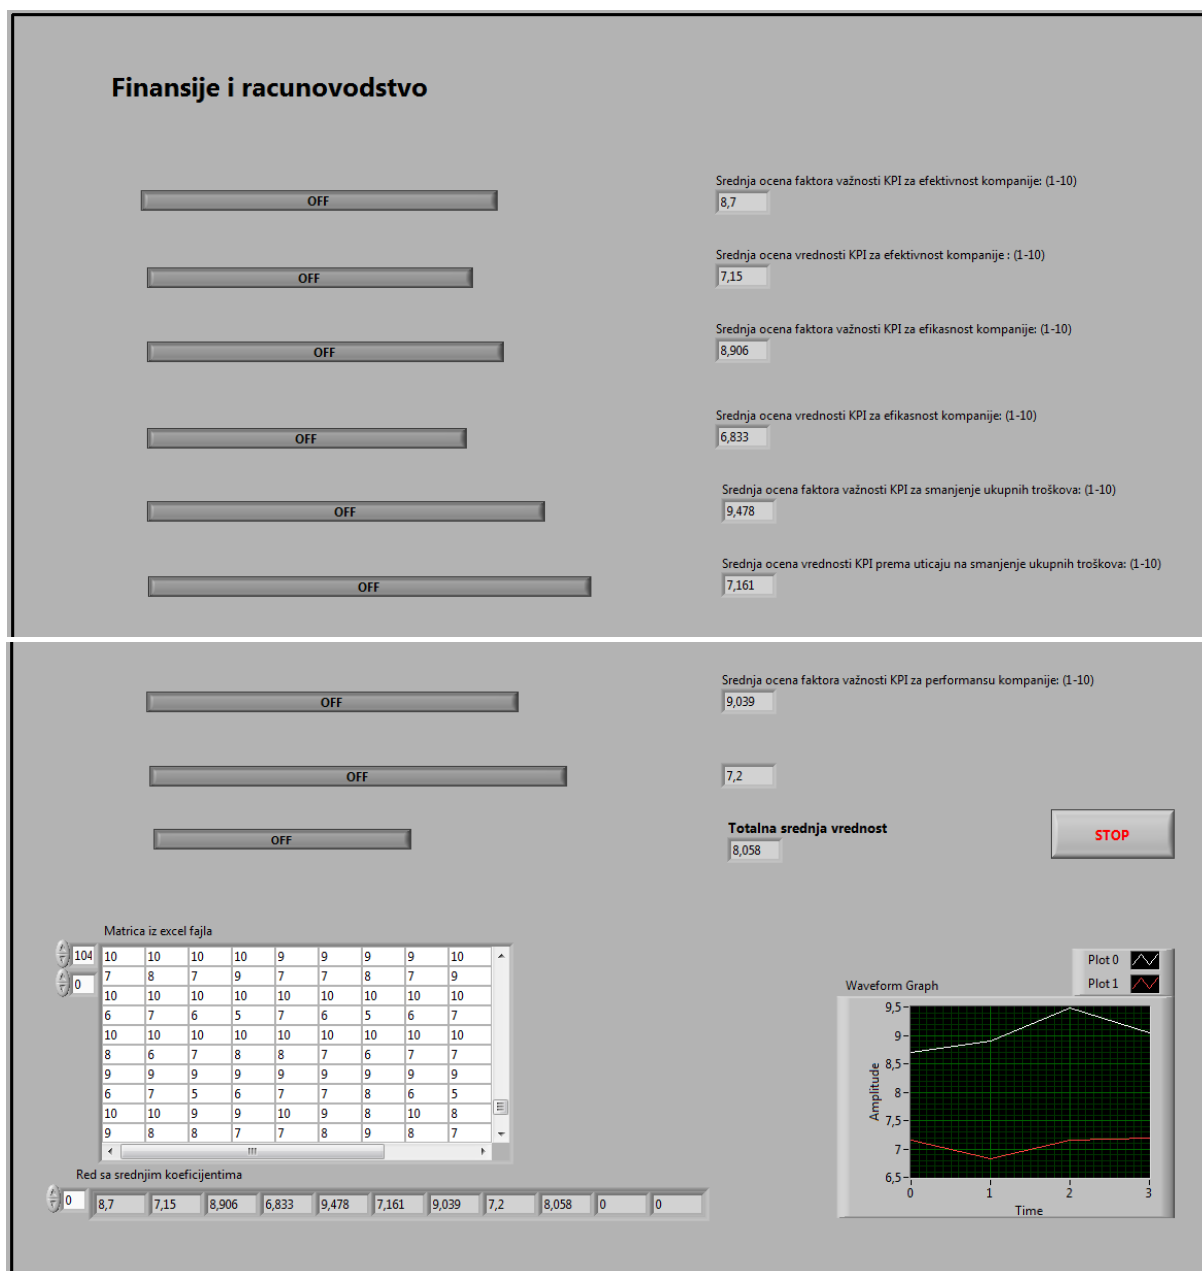 Finansije i racunovodstvo
OFF
Srednja ocena faktora važnosti KPI za efektivnost kompanije: (1-10)
8,7
OFF
Srednja ocena vrednosti KPI za efektivnost kompanije : (1-10)
7,15
OFF
Srednja ocena faktora važnosti KPI za efikasnost kompanije: (1-10)
8,906
OFF
Srednja ocena vrednosti KPI za efikasnost kompanije: (1-10)
6,833
OFF
Srednja ocena faktora važnosti KPI za smanjenje ukupnih troškova: (1-10)
9,478
OFF
Srednja ocena vrednosti KPI prema uticaju na smanjenje ukupnih troškova: (1-10)
7,161
OFF
Srednja ocena faktora važnosti KPI za performansu kompanije: (1-10)
9,039
OFF
7,2
OFF
Totalna srednja vrednost
8,058
STOP
Matrica iz excel fajla
104
0
10 10 10 10 9 9 9 9 10
7 8 7 9 7 7 8 7 9
10 10 10 10 10 10 10 10 10
6 7 6 5 7 6 5 6 7
10 10 10 10 10 10 10 10 10
8 6 7 8 8 7 6 7 7
9 9 9 9 9 9 9 9 9
6 7 5 6 7 7 8 6 5
10 10 9 9 10 9 8 10 8
9 8 8 7 7 8 9 8 7
Red sa srednjim koeficijentima
0 8,7 7,15 8,906 6,833 9,478 7,161 9,039 7,2 8,058 0 0
Plot 0
Plot 1
Waveform Graph
Amplitude
9,5
9
8,5
8
7,5
7
6,5
0 1 2 3
Time